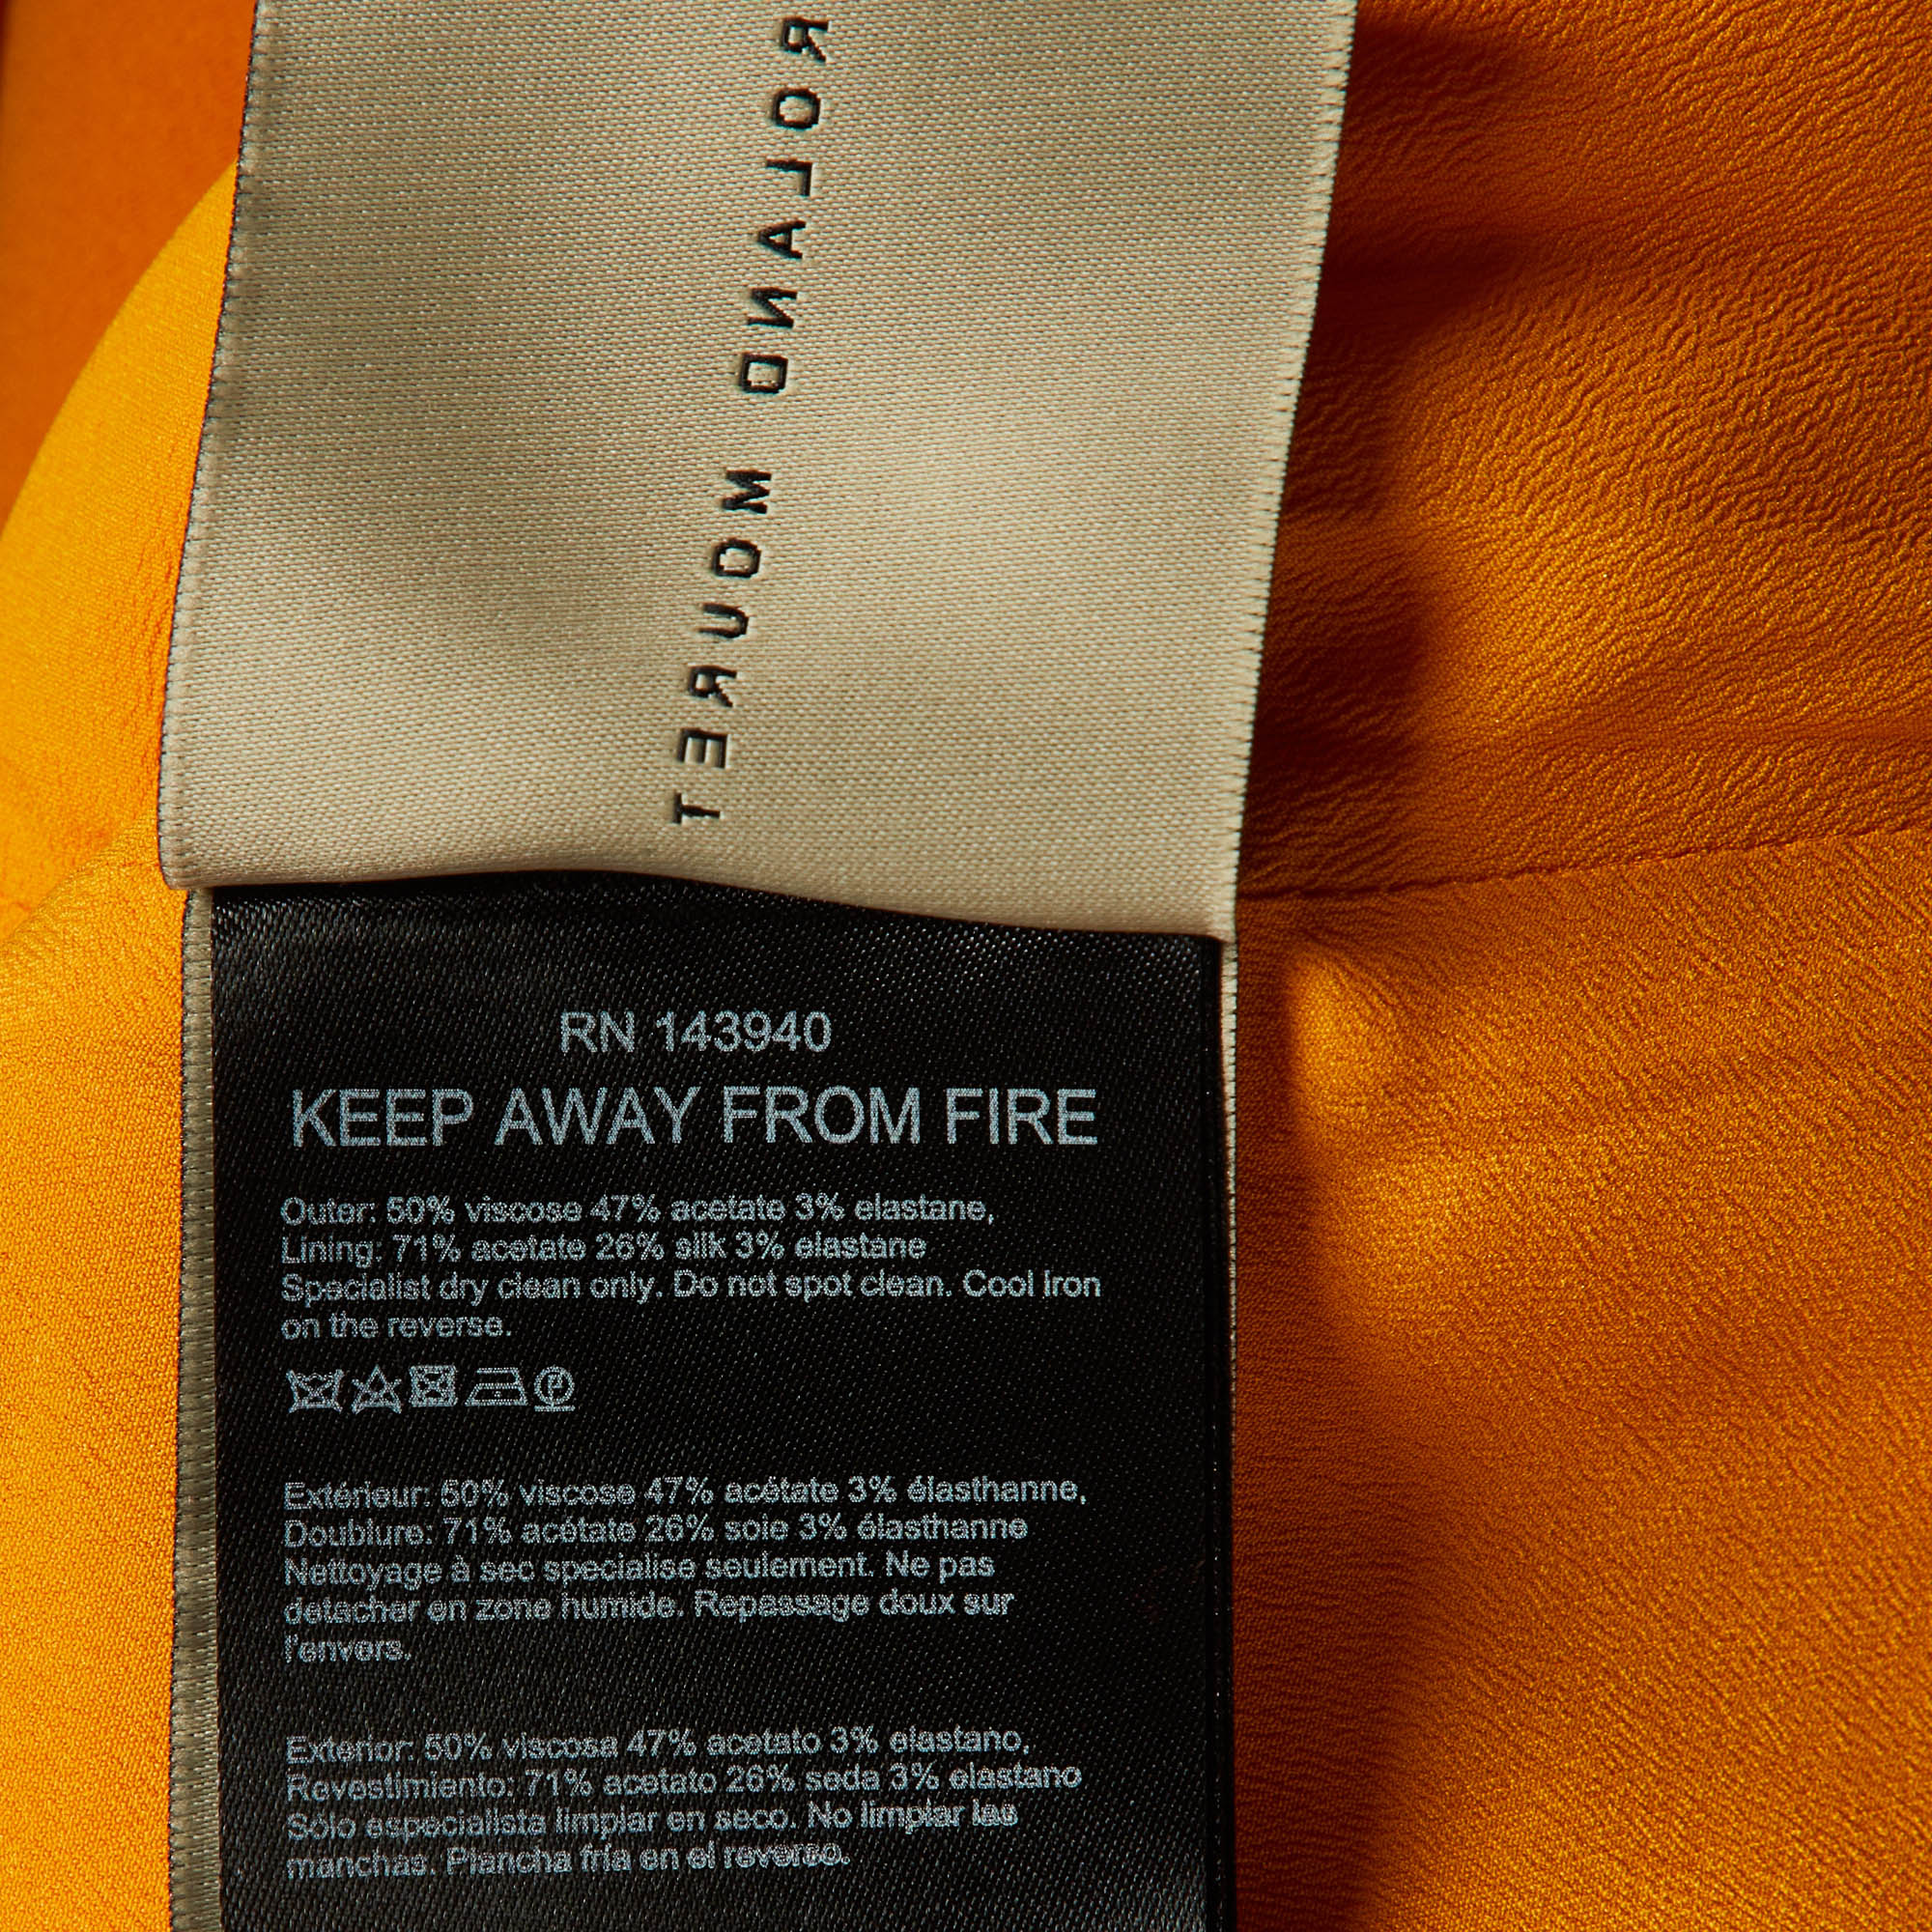 ROLAND MOURET
RN 143940
KEEP AWAY FROM FIRE
Outer: 50% viscose 47% acetate 3% elastane,
Lining: 71% acetate 26% silk 3% elastane
Specialist dry clean only. Do not spot clean. Cool Iron
on the reverse.
P
Extérieur: 50% viscose 47% acétate 3% élasthanne,
Doublure: 71% acétate 26% soie 3% élasthanne
Nettoyage à sec specialise seulement. Ne pas
detacher en zone humide. Repassage doux sur
l'envers.
Exterior: 50% viscosa 47% acetato 3% elastano,
Revestimiento: 71% acetato 26% seda 3% elastano
Sólo especialista limpiar en seco. No limpiar las
manchas. Plancha fría en el reverso.